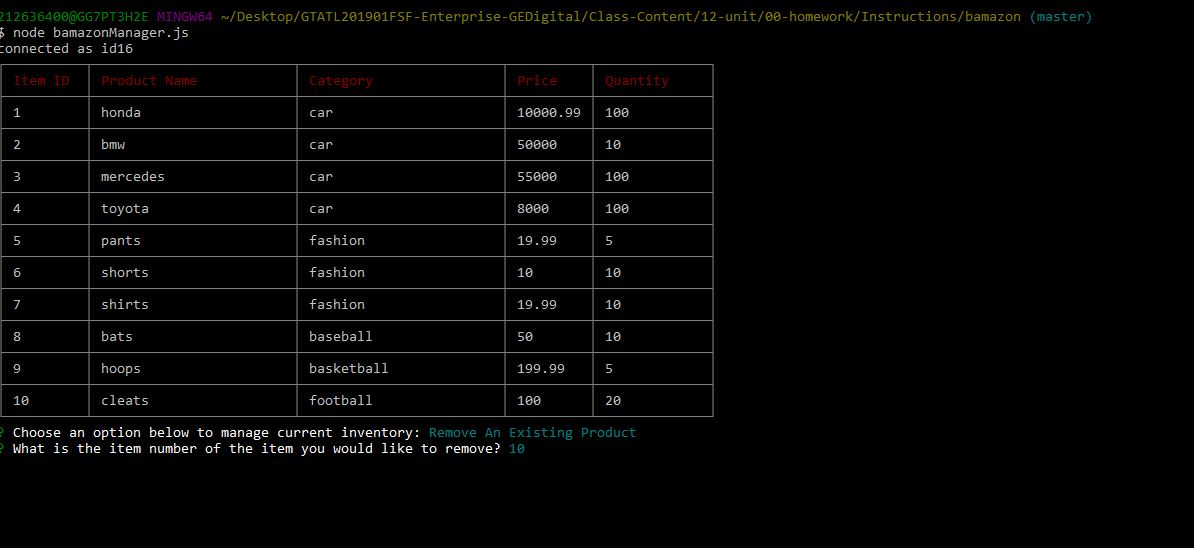 212636400@GG7PT3H2E MINGW64 ~/Desktop/GTATL201901FSF-Enterprise-GEDigital/Class-Content/12-unit/00-homework/Instructions/bamazon (master)
$ node bamazonManager.js
connected as id16
Item ID Product Name Category Price Quantity
1 honda car 10000.99 100
2 bmw car 50000 10
3 mercedes car 55000 100
4 toyota car 8000 100
5 pants fashion 19.99 5
6 shorts fashion 10 10
7 shirts fashion 19.99 10
8 bats baseball 50 10
9 hoops basketball 199.99 5
10 cleats football 100 20
? Choose an option below to manage current inventory: Remove An Existing Product
? What is the item number of the item you would like to remove? 10